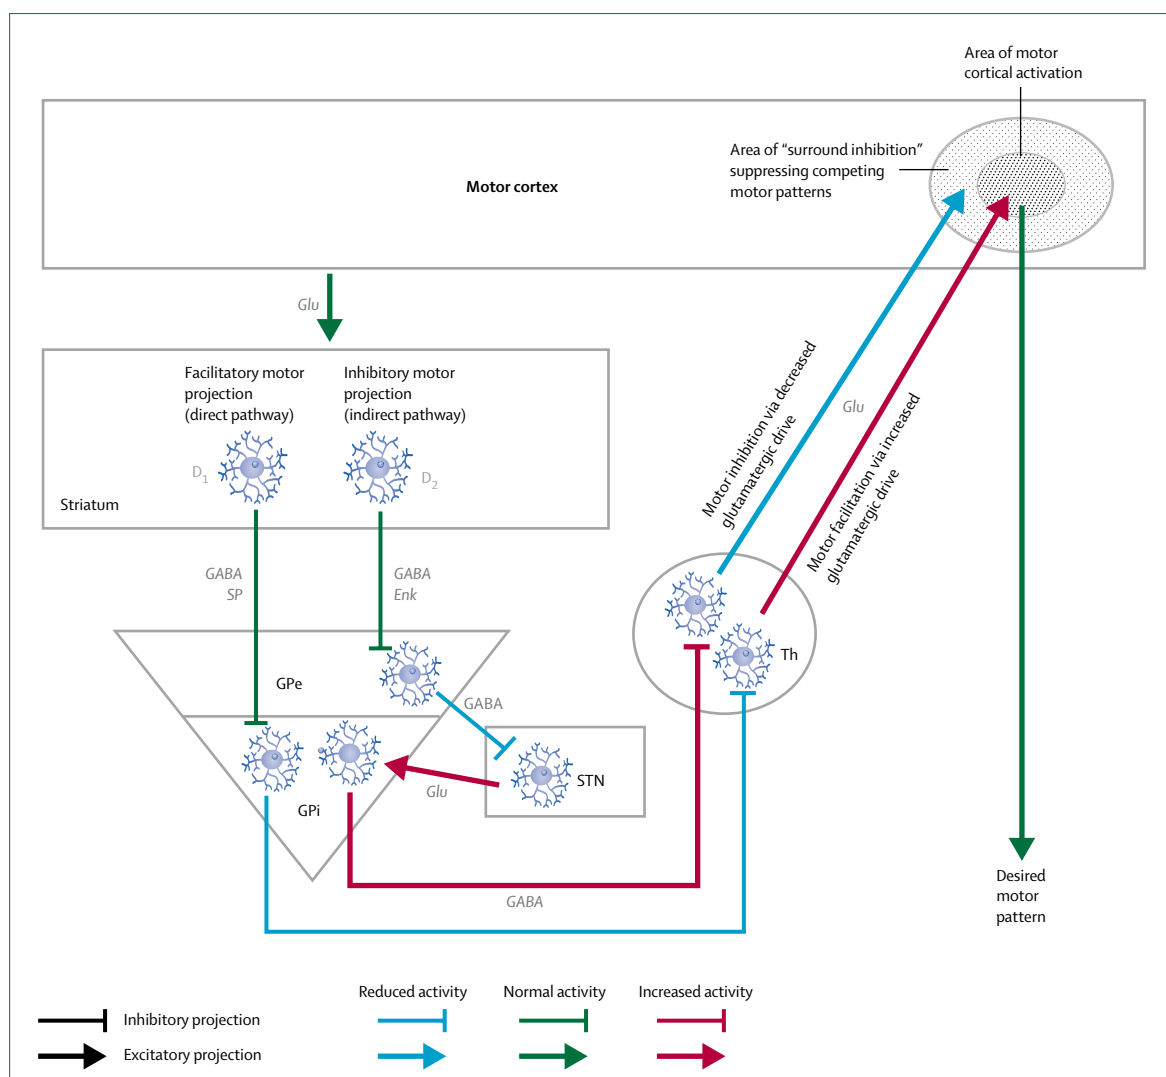 Area of motor
cortical activation
Area of “surround inhibition”
suppressing competing
motor patterns
Motor cortex
Glu
Facilitatory motor
projection
(direct pathway)
Inhibitory motor
projection
(indirect pathway)
D1
D2
Striatum
Motor inhibition via decreased
glutamatergic drive
Glu
Motor facilitation via increased
glutamatergic drive
GABA
SP
GABA
Enk
Th
GPe
GABA
STN
Glu
GPi
GABA
Desired
motor
pattern
Reduced activity
Normal activity
Increased activity
Inhibitory projection
Excitatory projection